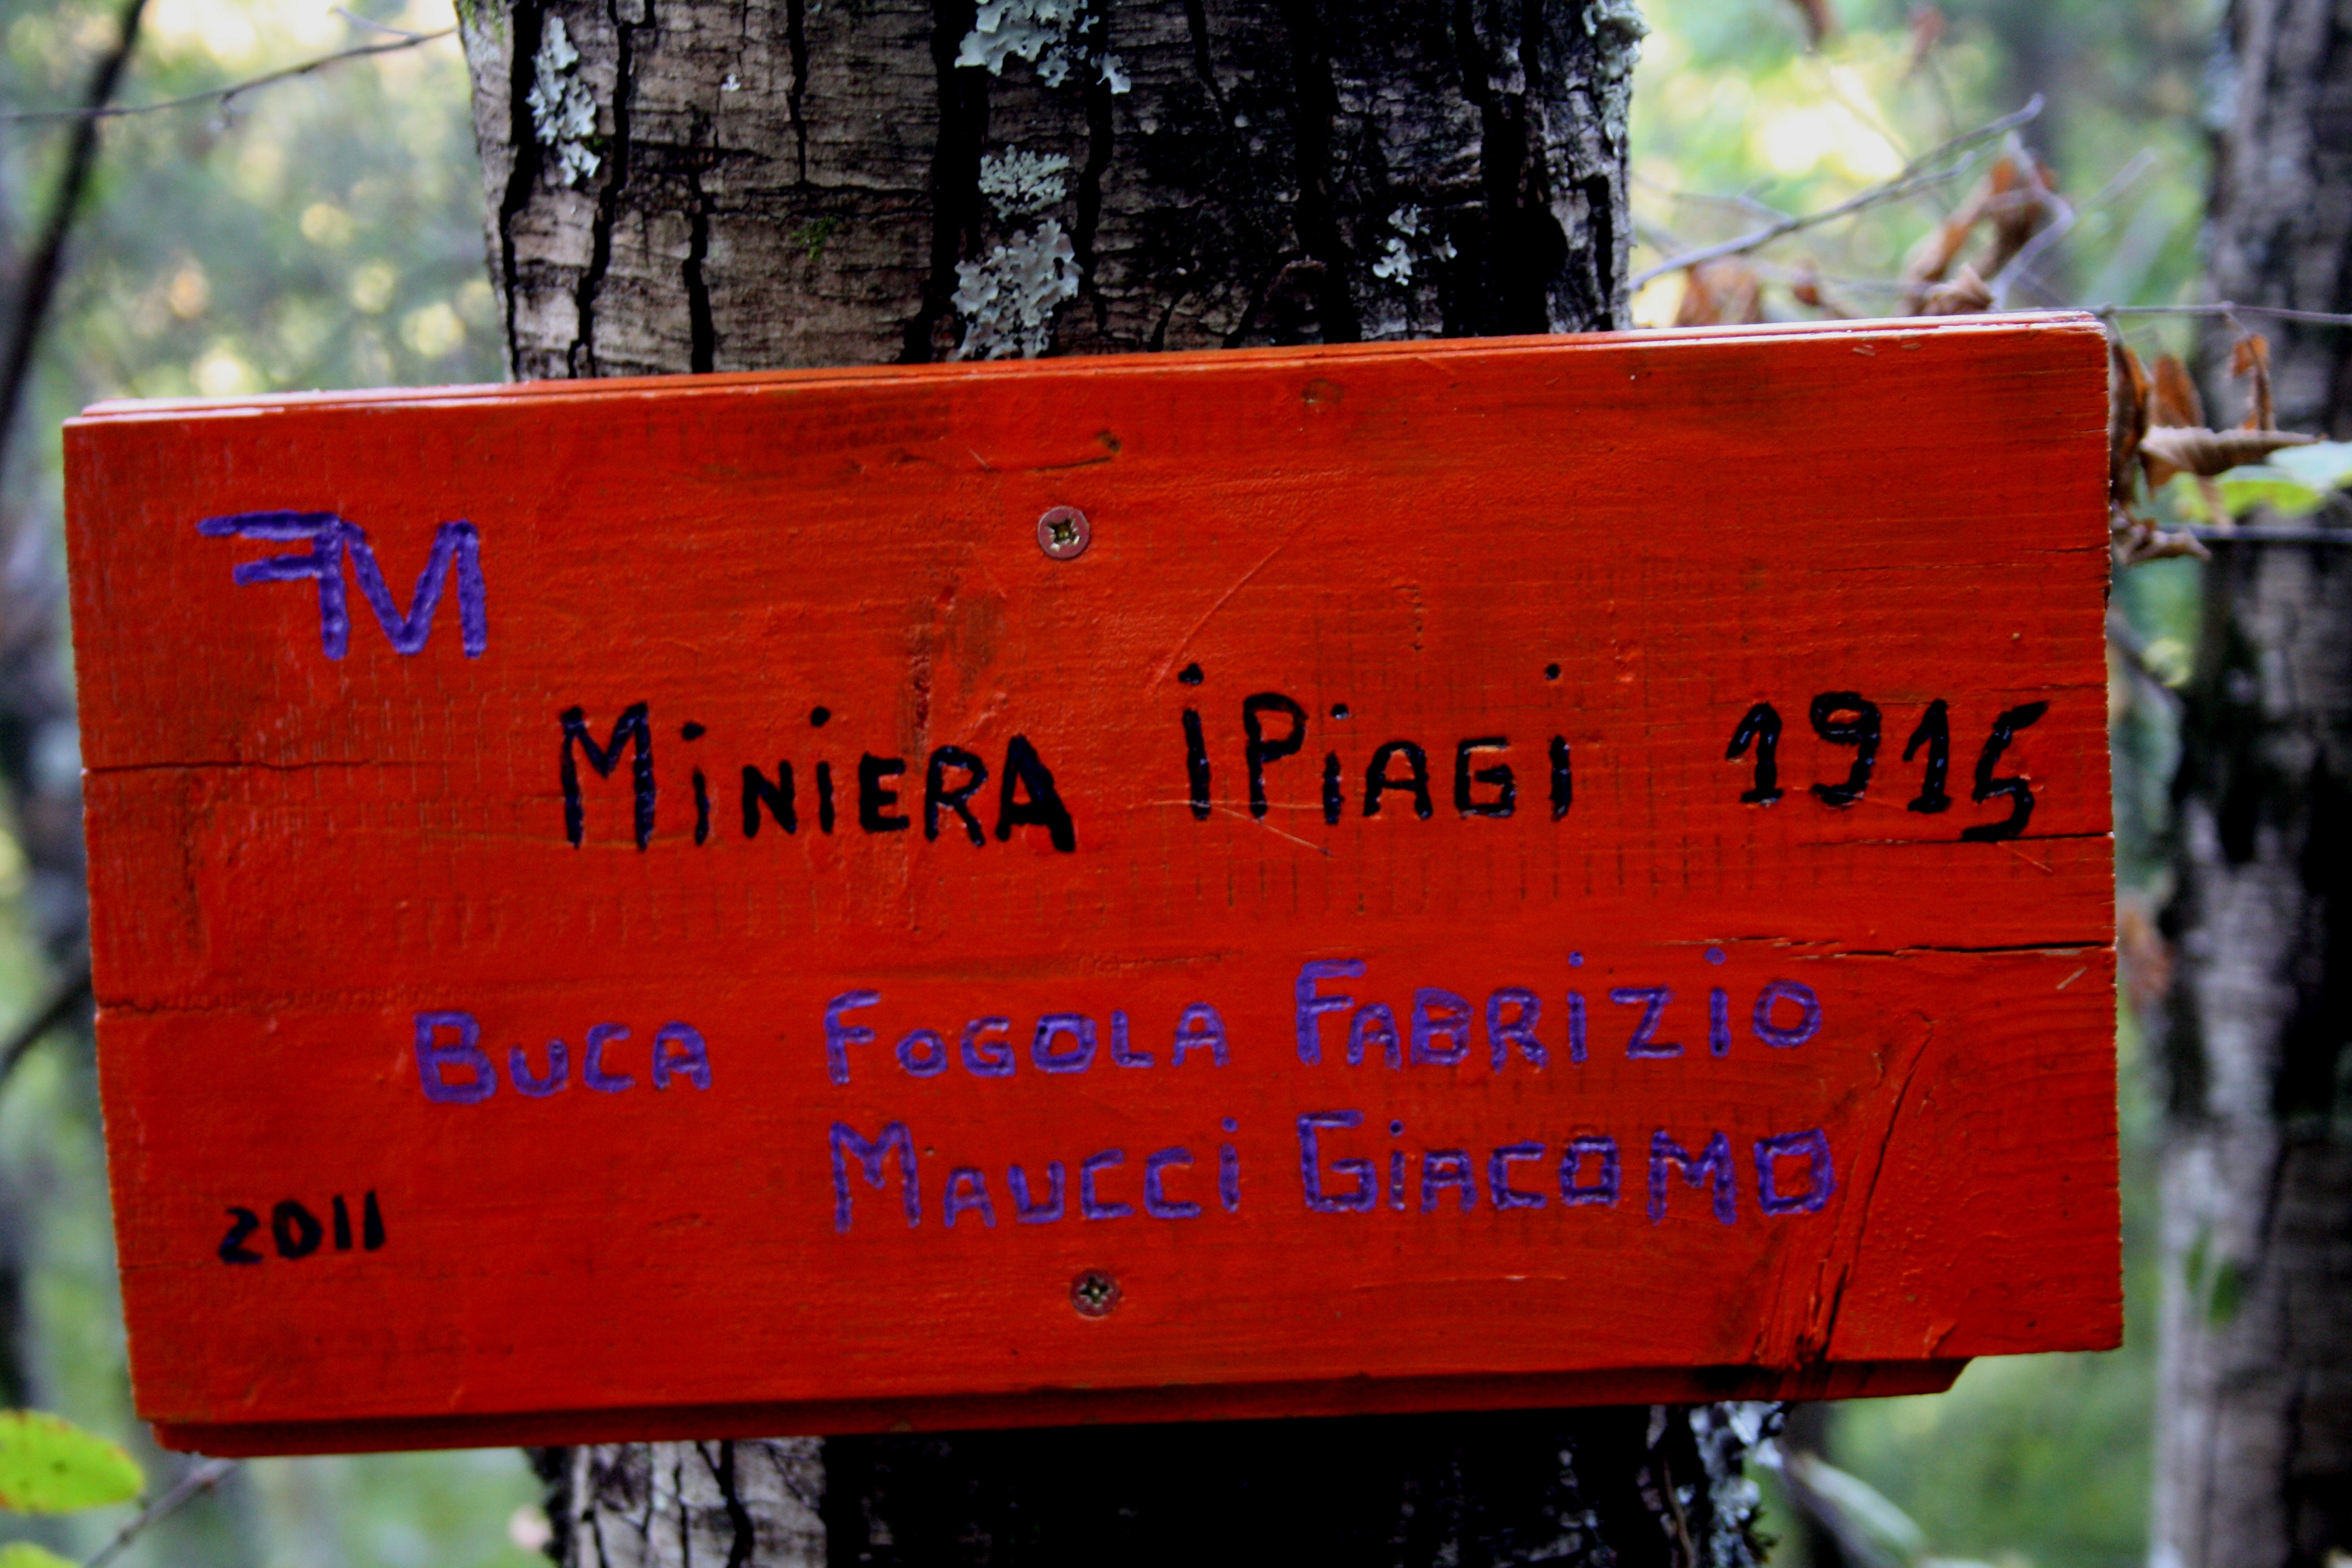 FM
MiNiERA iPiAGi 1915
BUCA FOGOLA FABRiZiO
MAUCCi GiACOMO
2011